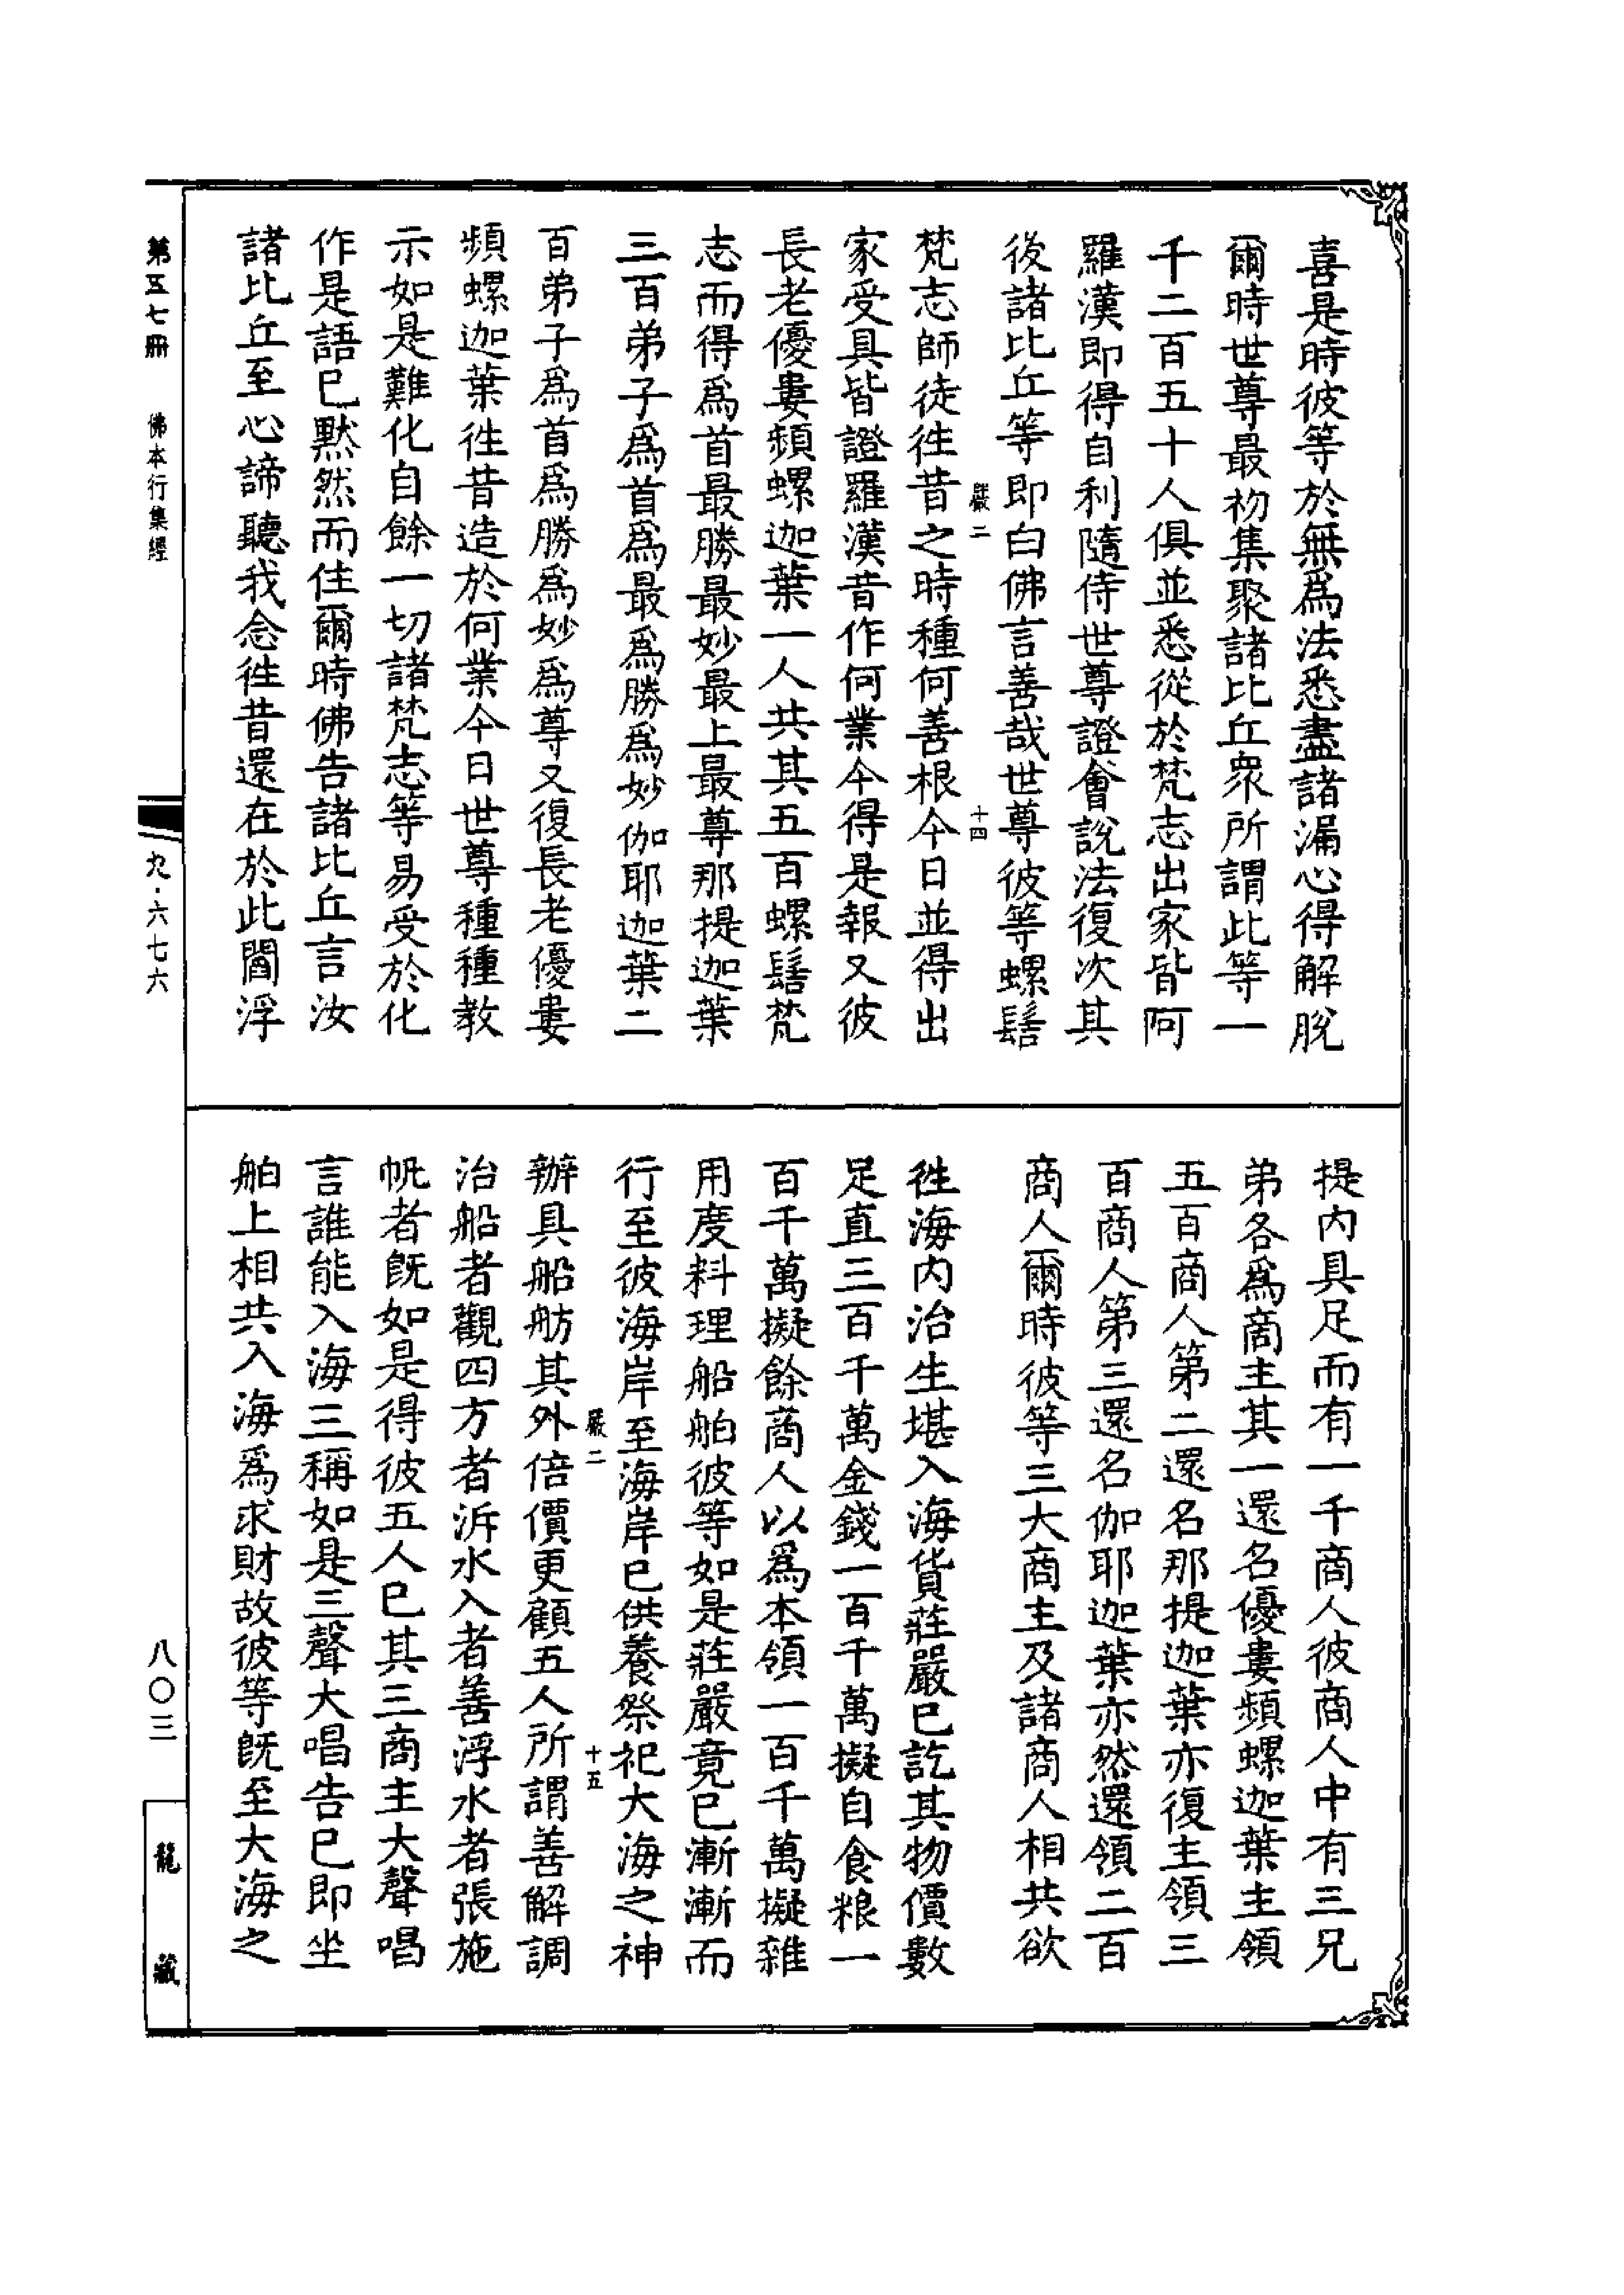 喜是時彼等於無爲法悉盡諸漏心得解脫
爾時世尊最初集聚諸比丘衆所謂此等一
千二百五十人俱並悉從於梵志出家皆阿
羅漢即得自利隨侍世尊證會說法復次其
後諸比丘等即白佛言善哉世尊彼等螺髻
嚴二
十四
梵志師徒徃昔之時種何善根今日並得出
家受具皆證羅漢昔作何業今得是報又彼
長老優婁頻螺迦葉一人共其五百螺髻梵
志而得爲首最勝最妙最上最尊那提迦葉
三百弟子爲首爲最爲勝爲妙伽耶迦葉二
百弟子爲首爲勝爲妙爲尊又復長老優婁
頻螺迦葉徃昔造於何業今日世尊種種教
示如是難化自餘一切諸梵志等易受於化
作是語已默然而住爾時佛告諸比丘言汝
諸比丘至心諦聽我念徃昔還在於此閻浮
提内具足而有一千商人彼商人中有三兄
弟各爲商主其一還名優婁頻螺迦葉主領
五百商人第二還名那提迦葉亦復主領三
百商人第三還名伽耶迦葉亦然還領二百
商人爾時彼等三大商主及諸商人相共欲
徃海内治生堪入海貨莊嚴已訖其物價數
足直三百千萬金錢一百千萬擬自食粮一
百千萬擬餘商人以爲本領一百千萬擬雜
用度料理船舶彼等如是莊嚴竟已漸漸而
行至彼海岸至海岸已供養祭祀大海之神
嚴二
十五
辦具船舫其外倍價更顧五人所謂善解調
治船者觀四方者泝水入者善浮水者張施
帆者旣如是得彼五人已其三商主大聲唱
言誰能入海三稱如是三聲大唱告已即坐
舶上相共入海爲求財故彼等旣至大海之
第五七冊
佛本行集經
九·六七六
八〇三
龍藏